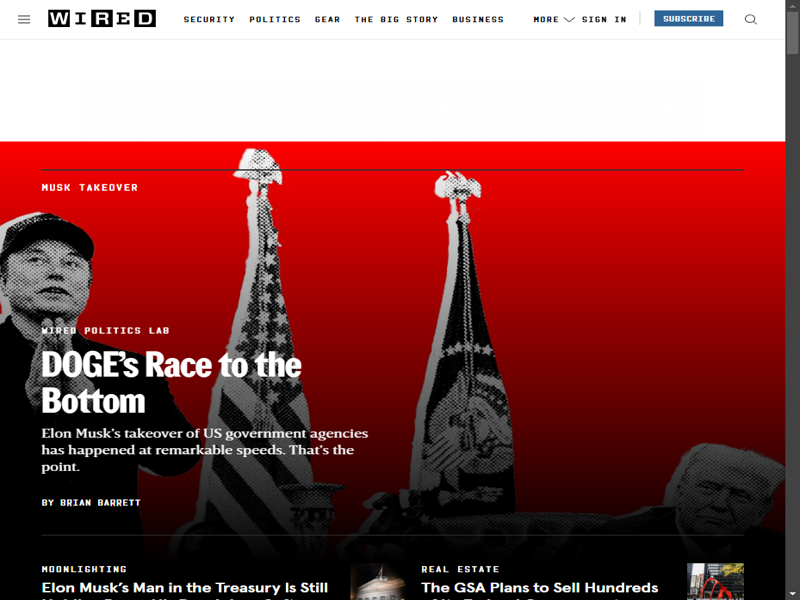 WIRED
SECURITY POLITICS GEAR THE BIG STORY BUSINESS MORE SIGN IN SUBSCRIBE
MUSK TAKEOVER
WIRED POLITICS LAB
DOGE's Race to the
Bottom
Elon Musk's takeover of US government agencies
has happened at remarkable speeds. That's the
point.
BY BRIAN BARRETT
MOONLIGHTING
Elon Musk's Man in the Treasury Is Still
REAL ESTATE
The GSA Plans to Sell Hundreds